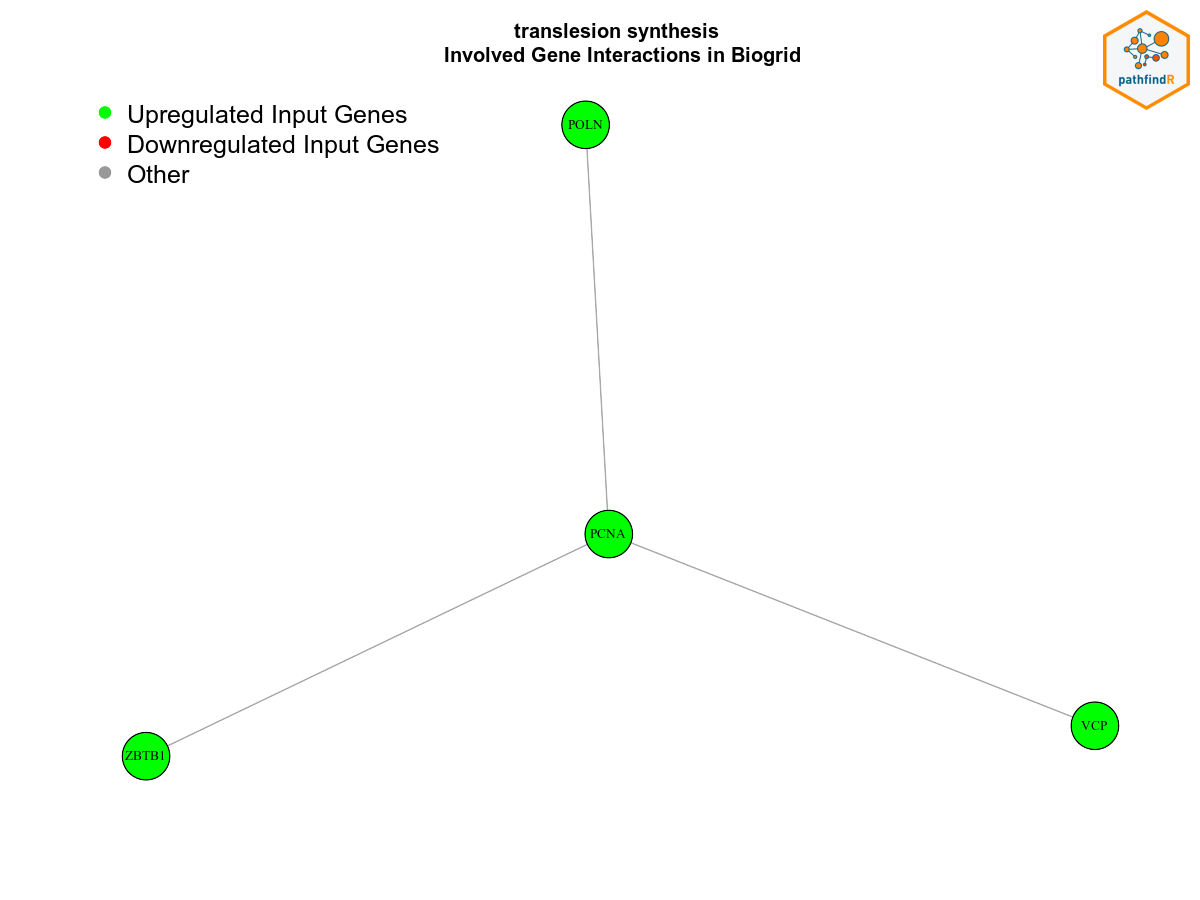 translesion synthesis
Involved Gene Interactions in Biogrid
pathfindR
Upregulated Input Genes
Downregulated Input Genes
Other
POLN
PCNA
ZBTB1
VCP